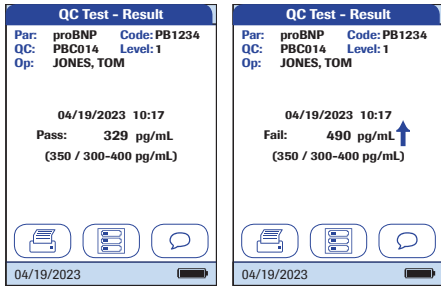 QC Test - Result
Par: proBNP Code: PB1234
QC: PBC014 Level: 1
Op: JONES, TOM
04/19/2023 10:17
Pass: 329 pg/mL
(350 / 300-400 pg/mL)
04/19/2023
QC Test - Result
Par: proBNP Code: PB1234
QC: PBC014 Level: 1
Op: JONES, TOM
04/19/2023 10:17
Fail: 490 pg/mL
(350 / 300-400 pg/mL)
04/19/2023